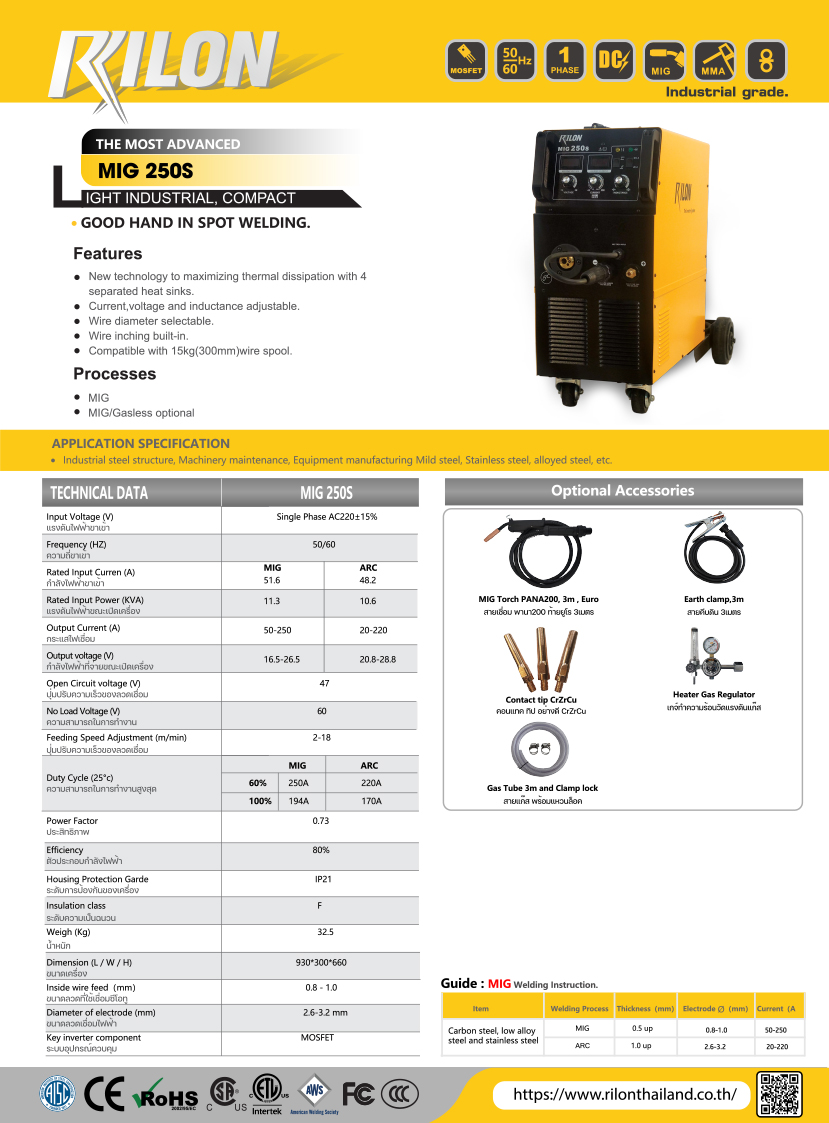 RILON
MOSFET
50
60
Hz
1
PHASE
DC
MIG
MMA
Industrial grade.
THE MOST ADVANCED
MIG 250S
LIGHT INDUSTRIAL, COMPACT
• GOOD HAND IN SPOT WELDING.
Features
● New technology to maximizing thermal dissipation with 4
separated heat sinks.
● Current,voltage and inductance adjustable.
● Wire diameter selectable.
● Wire inching built-in.
● Compatible with 15kg(300mm)wire spool.
Processes
● MIG
● MIG/Gasless optional
RILON
MIG 250S
RILON
APPLICATION SPECIFICATION
• Industrial steel structure, Machinery maintenance, Equipment manufacturing Mild steel, Stainless steel, alloyed steel, etc.
TECHNICAL DATA MIG 250S
Input Voltage (V) Single Phase AC220±15%
แรงดันไฟฟ้าขาเขา
Frequency (HZ) 50/60
ความถี่ขาเขา
MIG ARC
Rated Input Curren (A) 51.6 48.2
กำลังไฟฟ้าขาเข้า
Rated Input Power (KVA) 11.3 10.6
แรงดันไฟฟ้าขณะเปิดเครื่อง
Output Current (A) 50-250 20-220
กระแสไฟเชื่อม
Output voltage (V) 16.5-26.5 20.8-28.8
กำลังไฟฟ้าที่จ่ายขณะเปิดเครื่อง
Open Circuit voltage (V) 47
ปุ่มปรับความเร็วของลวดเชื่อม
No Load Voltage (V) 60
ความสามารถในการทำงาน
Feeding Speed Adjustment (m/min) 2-18
ปุ่มปรับความเร็วของลวดเชื่อม
MIG ARC
Duty Cycle (25°c) 60% 250A 220A
ความสามารถในการทำงานสูงสุด
100% 194A 170A
Power Factor 0.73
ประสิทธิภาพ
Efficiency 80%
ตัวประกอบกำลังไฟฟ้า
Housing Protection Garde IP21
ระดับการป้องกันของเครื่อง
Insulation class F
ระดับความเป็นฉนวน
Weigh (Kg) 32.5
น้ำหนัก
Dimension (L / W / H) 930*300*660
ขนาดเครื่อง
Inside wire feed (mm) 0.8 - 1.0
ขนาดลวดที่ใช้เชื่อมซีโอทู
Diameter of electrode (mm) 2.6-3.2 mm
ขนาดลวดเชื่อมไฟฟ้า
Key inverter component MOSFET
ระบบอุปกรณ์ควบคุม
Optional Accessories
MIG Torch PANA200, 3m , Euro
สายเชื่อม พานา200 ท้ายยูโร 3เมตร
Earth clamp,3m
สายคีบดิน 3เมตร
Contact tip CrZrCu
คอนแทค ทิป อย่างดี CrZrCu
Heater Gas Regulator
เกจ์ทำความร้อนวัดแรงดันแก๊ส
Gas Tube 3m and Clamp lock
สายแก๊ส พร้อมแหวนล็อค
Guide : MIG Welding Instruction.
Item Welding Process Thickness (mm) Electrode ∅ (mm) Current (A
Carbon steel, low alloy
steel and stainless steel
MIG 0.5 up 0.8-1.0 50-250
ARC 1.0 up 2.6-3.2 20-220
AISC
CE
RoHS
2002/95/EC
C SA US
®
C ETL US
Intertek
AWS
American Welding Society
FC
CCC
https://www.rilonthailand.co.th/